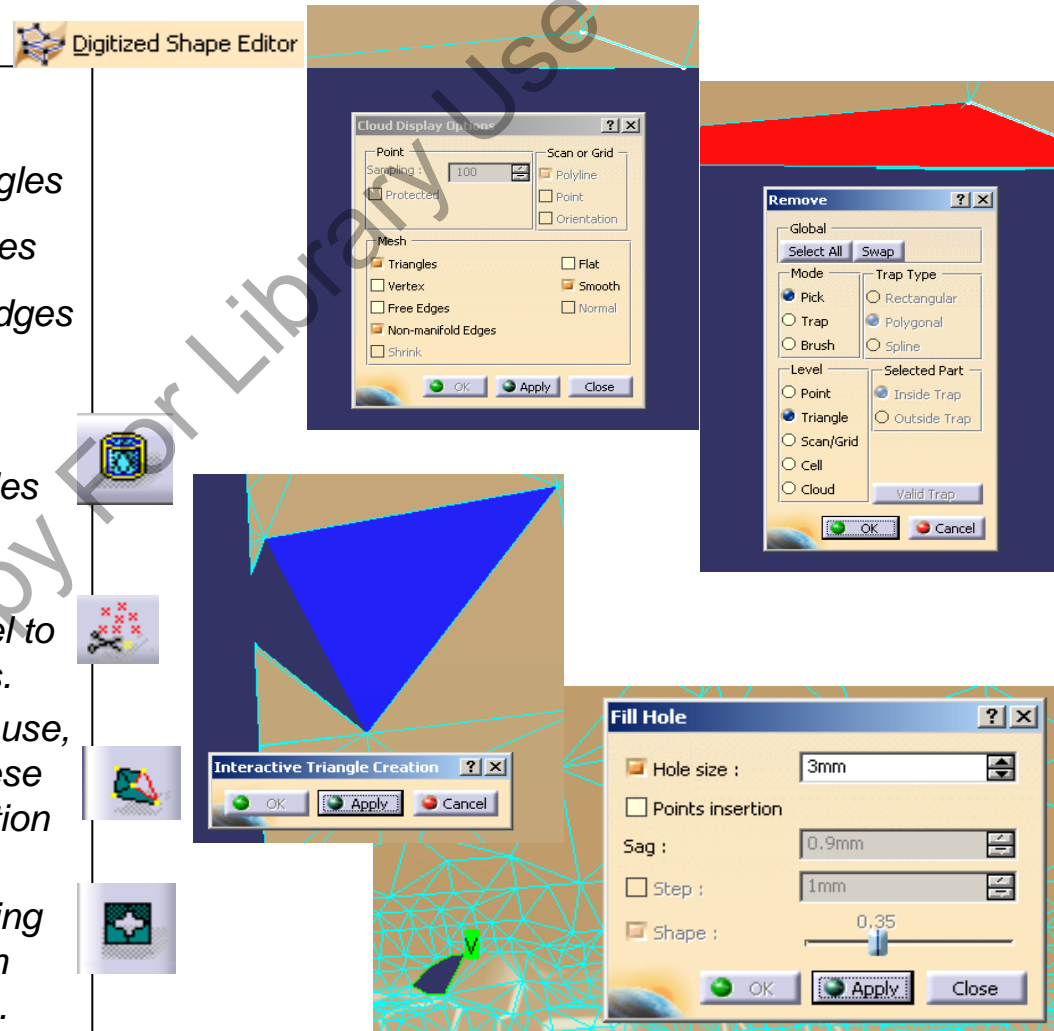 Digitized Shape Editor
gles
es
dges
les
el to
s.
use,
ese
tion
ing
n
.
Cloud Display Options
Point
Sampling : 100
Protected
Scan or Grid
Polyline
Point
Orientation
Mesh
Triangles
Flat
Vertex
Smooth
Free Edges
Normal
Non-manifold Edges
Shrink
OK Apply Close
Remove
Global
Select All Swap
Mode
Pick
Trap
Brush
Trap Type
Rectangular
Polygonal
Spline
Level
Point
Triangle
Scan/Grid
Cell
Cloud
Selected Part
Inside Trap
Outside Trap
Valid Trap
OK Cancel
Interactive Triangle Creation
OK Apply Cancel
Fill Hole
Hole size : 3mm
Points insertion
Sag : 0.9mm
Step : 1mm
Shape : 0,35
OK Apply Close
V
py For Library Use